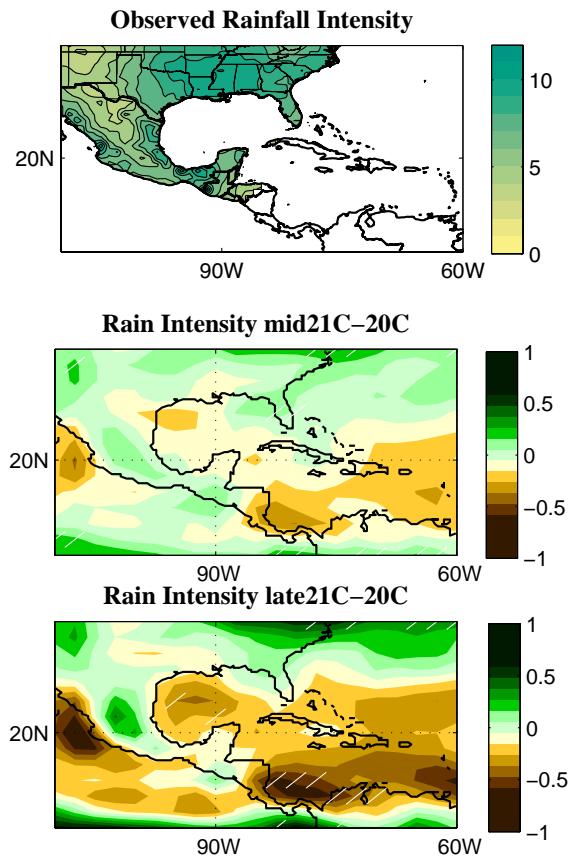 Observed Rainfall Intensity
10
5
0
20N
90W
60W
Rain Intensity mid21C−20C
1
0.5
0
−0.5
−1
20N
90W
60W
Rain Intensity late21C−20C
1
0.5
0
−0.5
−1
20N
90W
60W